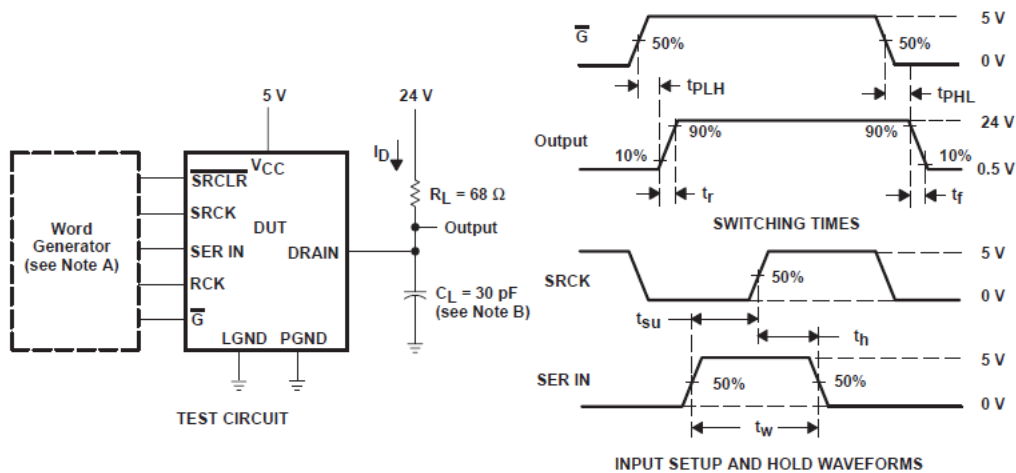 5 V
24 V
I_D
V_CC
SRCLR
SRCK
DUT
SER IN
DRAIN
RCK
G
LGND
PGND
Word
Generator
(see Note A)
R_L = 68 Ω
Output
C_L = 30 pF
(see Note B)
TEST CIRCUIT
G
50%
50%
5 V
0 V
t_PLH
t_PHL
Output
10%
90%
90%
10%
24 V
0.5 V
t_r
t_f
SWITCHING TIMES
SRCK
50%
5 V
0 V
t_su
t_h
SER IN
50%
50%
5 V
0 V
t_w
INPUT SETUP AND HOLD WAVEFORMS